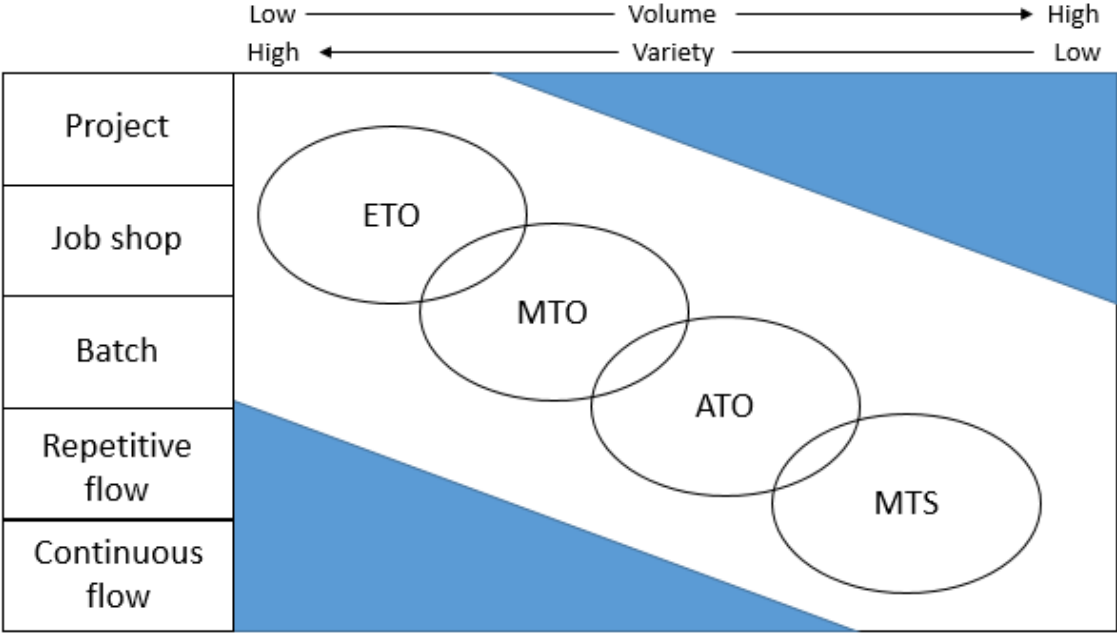 Low Volume High
High Variety Low
Project
Job shop
Batch
Repetitive
flow
Continuous
flow
ETO
MTO
ATO
MTS